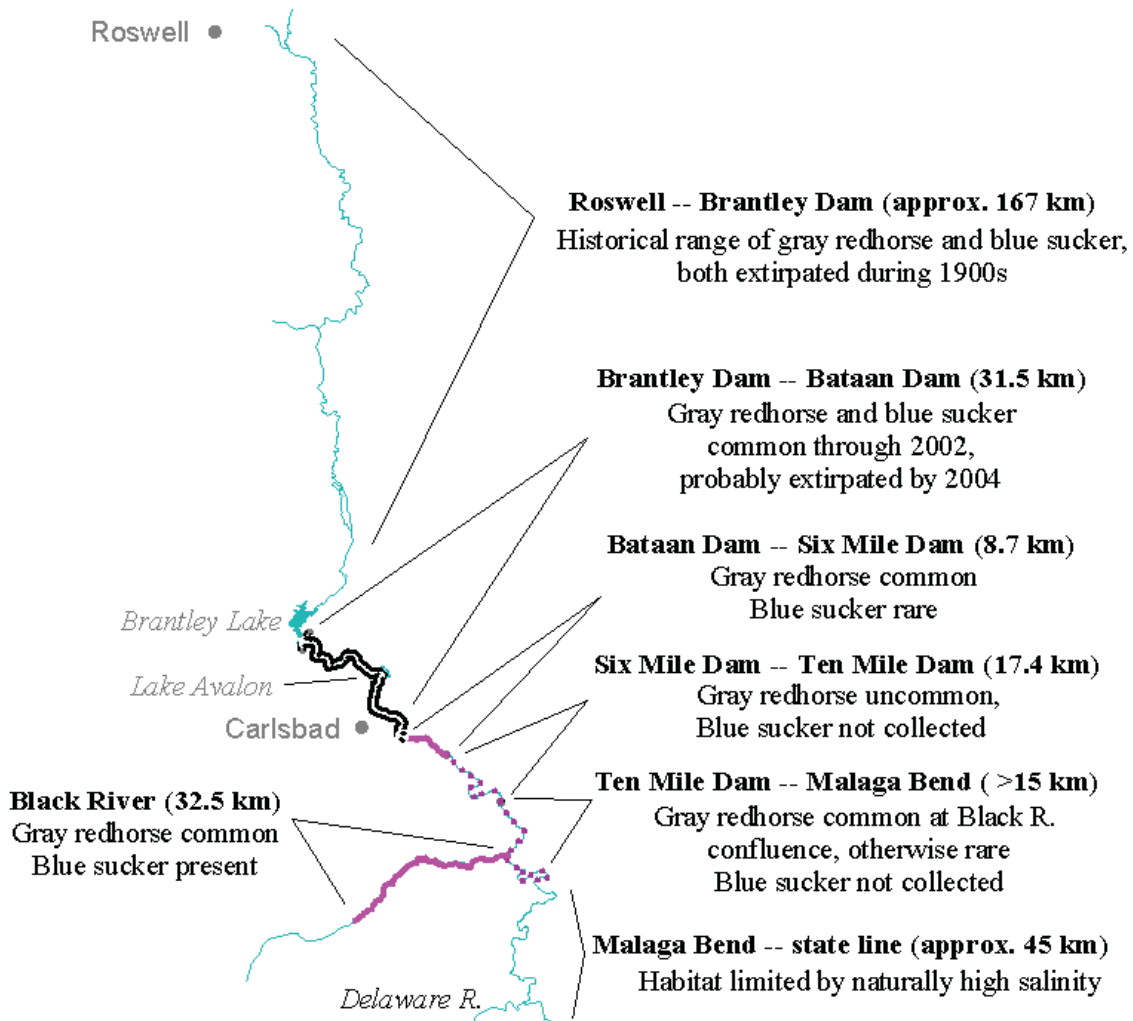 Roswell
Roswell -- Brantley Dam (approx. 167 km)
Historical range of gray redhorse and blue sucker,
both extirpated during 1900s
Brantley Dam -- Bataan Dam (31.5 km)
Gray redhorse and blue sucker
common through 2002,
probably extirpated by 2004
Bataan Dam -- Six Mile Dam (8.7 km)
Gray redhorse common
Blue sucker rare
Brantley Lake
Lake Avalon
Carlsbad
Six Mile Dam -- Ten Mile Dam (17.4 km)
Gray redhorse uncommon,
Blue sucker not collected
Ten Mile Dam -- Malaga Bend ( >15 km)
Gray redhorse common at Black R.
confluence, otherwise rare
Blue sucker not collected
Black River (32.5 km)
Gray redhorse common
Blue sucker present
Malaga Bend -- state line (approx. 45 km)
Habitat limited by naturally high salinity
Delaware R.